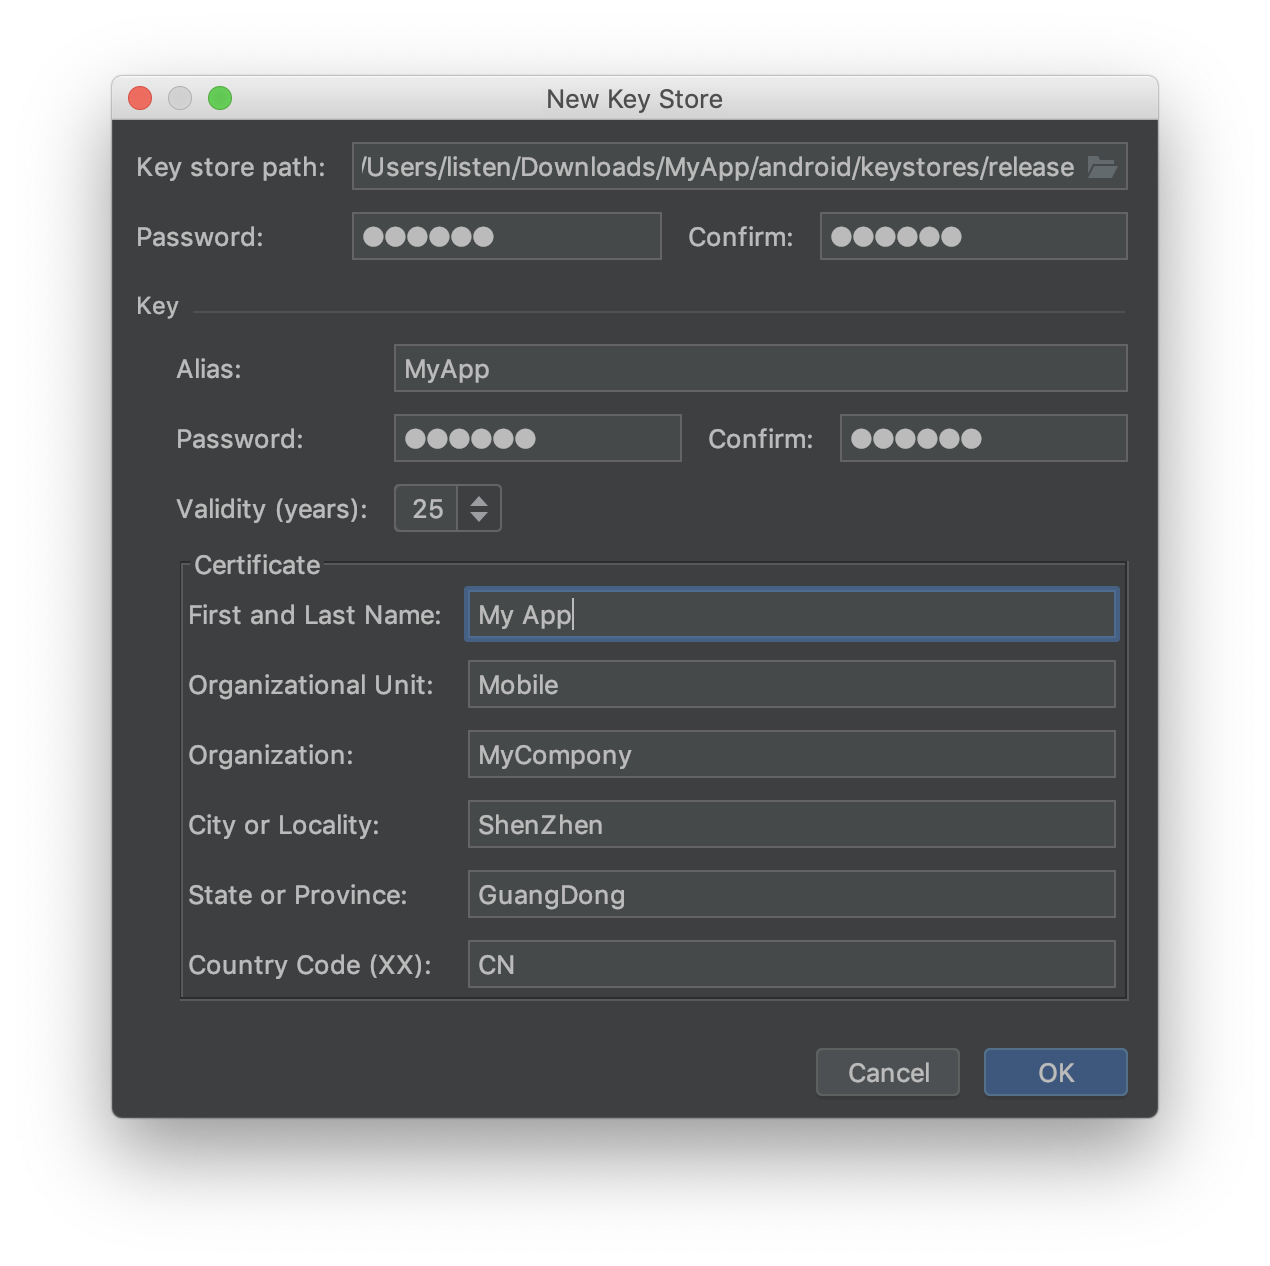 New Key Store
Key store path: /Users/listen/Downloads/MyApp/android/keystores/release
Password: ●●●●●● Confirm: ●●●●●●
Key
Alias: MyApp
Password: ●●●●●● Confirm: ●●●●●●
Validity (years): 25
Certificate
First and Last Name: My App
Organizational Unit: Mobile
Organization: MyCompony
City or Locality: ShenZhen
State or Province: GuangDong
Country Code (XX): CN
Cancel OK